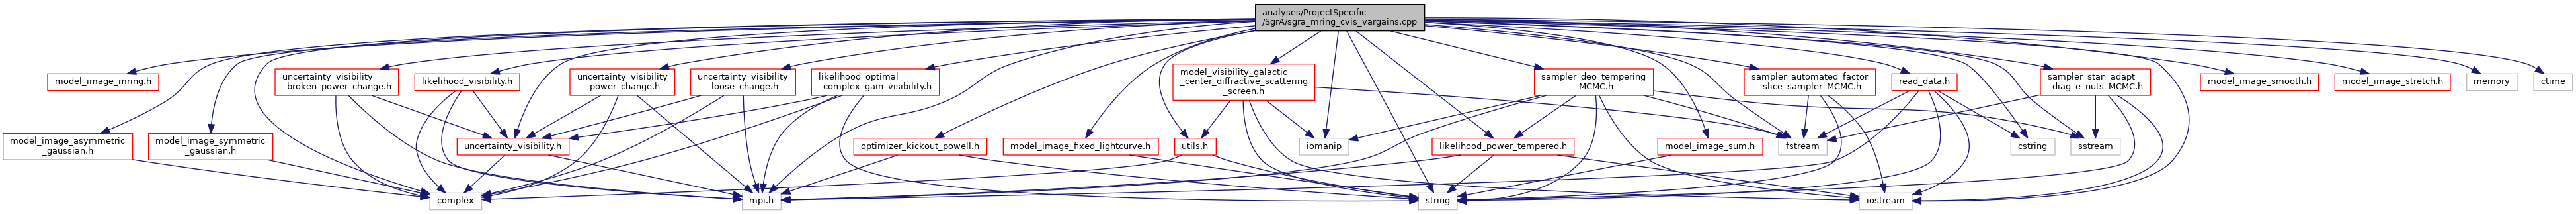 analyses/ProjectSpecific
/SgrA/sgra_mring_cvis_vargains.cpp
model_image_mring.h
uncertainty_visibility
_broken_power_change.h
likelihood_visibility.h
uncertainty_visibility
_power_change.h
uncertainty_visibility
_loose_change.h
likelihood_optimal
_complex_gain_visibility.h
model_visibility_galactic
_center_diffractive_scattering
_screen.h
sampler_deo_tempering
_MCMC.h
sampler_automated_factor
_slice_sampler_MCMC.h
read_data.h
sampler_stan_adapt
_diag_e_nuts_MCMC.h
model_image_smooth.h
model_image_stretch.h
memory
ctime
model_image_asymmetric
_gaussian.h
model_image_symmetric
_gaussian.h
uncertainty_visibility.h
optimizer_kickout_powell.h
model_image_fixed_lightcurve.h
utils.h
iomanip
likelihood_power_tempered.h
model_image_sum.h
fstream
cstring
sstream
complex
mpi.h
string
iostream